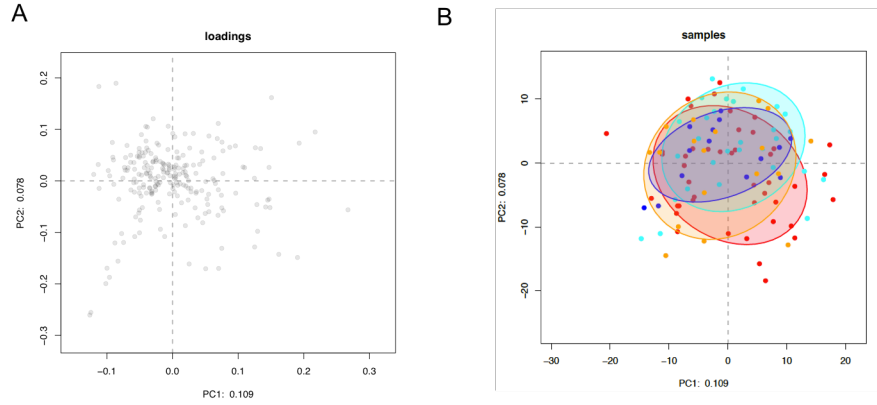 A
loadings
0.2
0.1
0.0
−0.1
−0.2
−0.3
PC2: 0.078
−0.1 0.0 0.1 0.2 0.3
PC1: 0.109
B
samples
10
0
−10
−20
PC2: 0.078
−30 −20 −10 0 10 20
PC1: 0.109